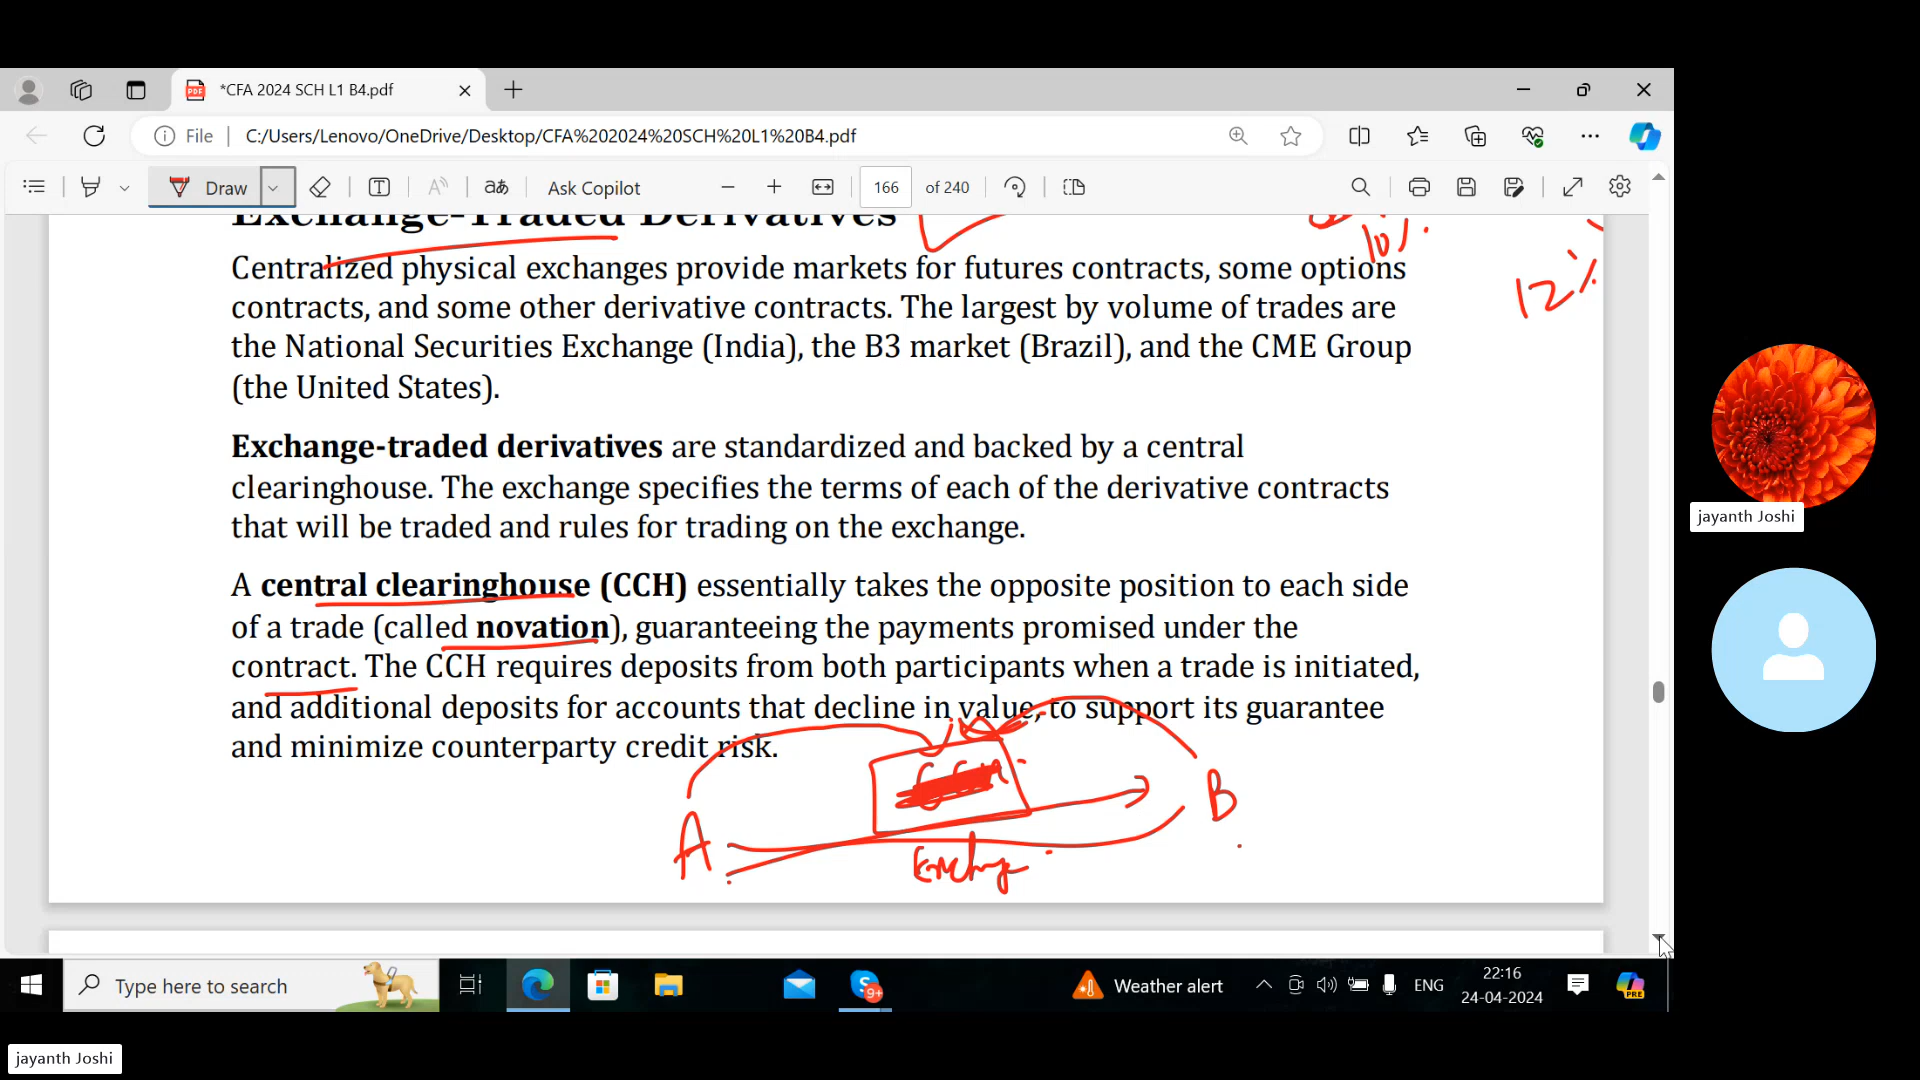 *CFA 2024 SCH L1 B4.pdf
File
C:/Users/Lenovo/OneDrive/Desktop/CFA%202024%20SCH%20L1%20B4.pdf
Draw
Ask Copilot
166 of 240
Exchange-Traded Derivatives
10%.
Centralized physical exchanges provide markets for futures contracts, some options
12%
contracts, and some other derivative contracts. The largest by volume of trades are
the National Securities Exchange (India), the B3 market (Brazil), and the CME Group
(the United States).
Exchange-traded derivatives are standardized and backed by a central
clearinghouse. The exchange specifies the terms of each of the derivative contracts
that will be traded and rules for trading on the exchange.
jayanth Joshi
A central clearinghouse (CCH) essentially takes the opposite position to each side
of a trade (called novation), guaranteeing the payments promised under the
contract. The CCH requires deposits from both participants when a trade is initiated,
and additional deposits for accounts that decline in value, to support its guarantee
and minimize counterparty credit risk.
A
B
Type here to search
9+
Weather alert
ENG
22:16
24-04-2024
PRE
jayanth Joshi